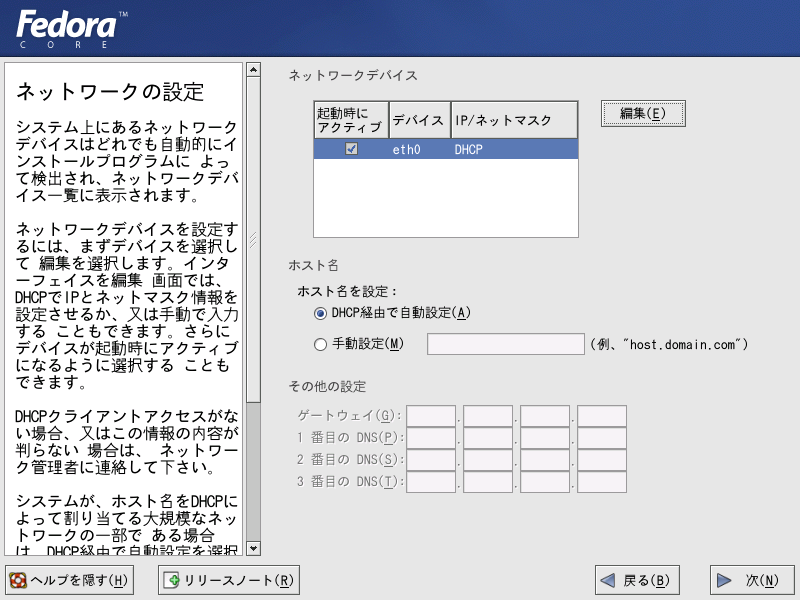 Fedora™
CORE
ネットワークの設定
システム上にあるネットワーク
デバイスはどれでも自動的にイ
ンストールプログラムに よっ
て検出され、ネットワークデバ
イス一覧に表示されます。
ネットワークデバイスを設定す
るには、まずデバイスを選択し
て 編集を選択します。インタ
ーフェイスを編集 画面では、
DHCPでIPとネットマスク情報を
設定させるか、又は手動で入力
する こともできます。さらに
デバイスが起動時にアクティブ
になるように選択する ことも
できます。
DHCPクライアントアクセスがな
い場合、又はこの情報の内容が
判らない 場合は、 ネットワー
ク管理者に連絡して下さい。
システムが、ホスト名をDHCPに
よって割り当てる大規模なネッ
トワークの一部で ある場合
は、DHCP経由で自動設定を選択
ネットワークデバイス
起動時に
アクティブ
デバイス
IP/ネットマスク
eth0
DHCP
編集(E)
ホスト名
ホスト名を設定：
DHCP経由で自動設定(A)
手動設定(M)
(例、"host.domain.com")
その他の設定
ゲートウェイ(G):
1 番目の DNS(P):
2 番目の DNS(S):
3 番目の DNS(T):
ヘルプを隠す(H)
リリースノート(R)
戻る(B)
次(N)